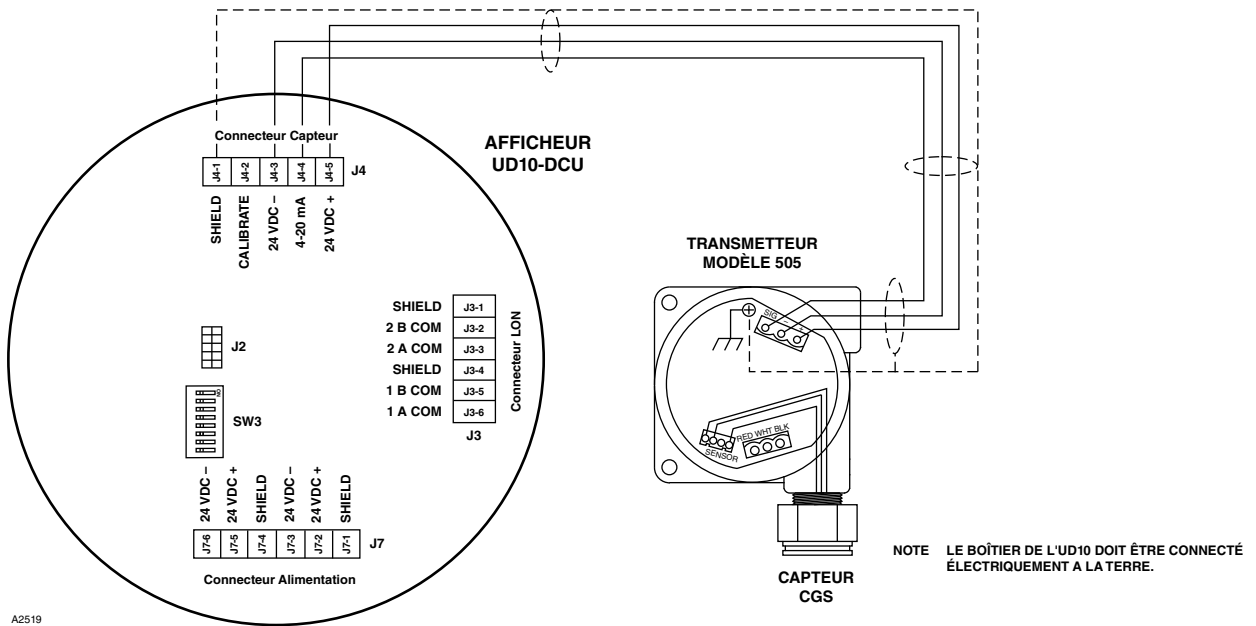 Connecteur Capteur
J4-1
J4-2
J4-3
J4-4
J4-5
J4
SHIELD
CALIBRATE
24 VDC –
4-20 mA
24 VDC +
AFFICHEUR
UD10-DCU
J2
ON
SW3
SHIELD
J3-1
2 B COM
J3-2
2 A COM
J3-3
SHIELD
J3-4
1 B COM
J3-5
1 A COM
J3-6
J3
Connecteur LON
24 VDC –
24 VDC +
SHIELD
24 VDC –
24 VDC +
SHIELD
J7-6
J7-5
J7-4
J7-3
J7-2
J7-1
J7
Connecteur Alimentation
TRANSMETTEUR
MODÈLE 505
SIG - +
RED WHT BLK
SENSOR
CAPTEUR
CGS
NOTE LE BOÎTIER DE L'UD10 DOIT ÊTRE CONNECTÉ
ÉLECTRIQUEMENT A LA TERRE.
A2519